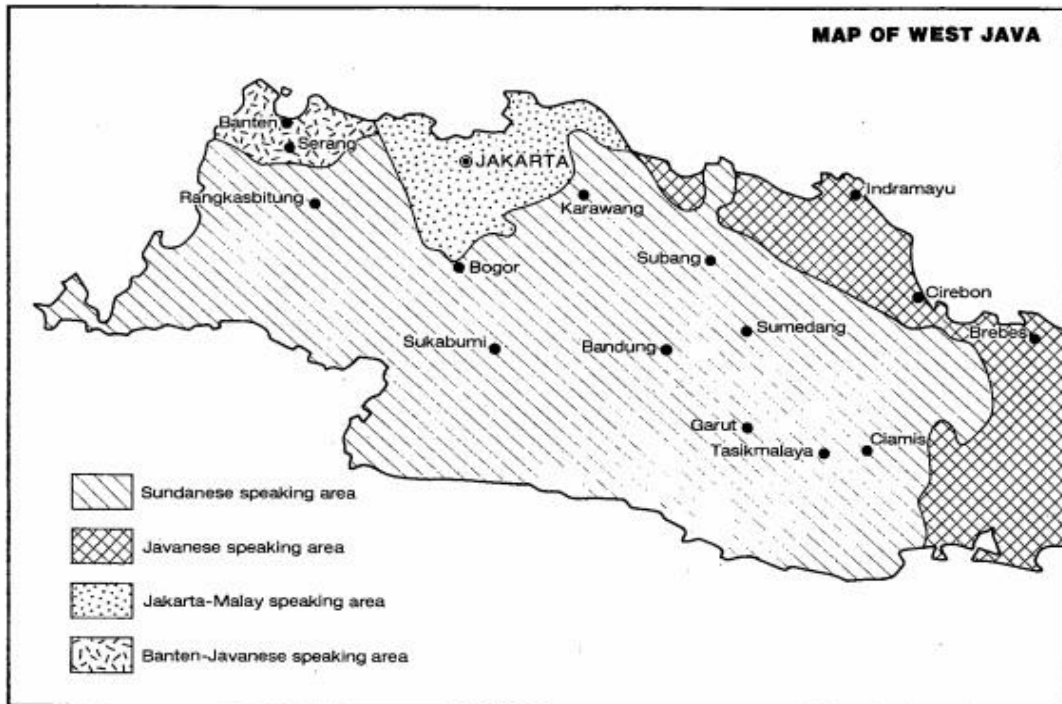 MAP OF WEST JAVA
Banten
Serang
JAKARTA
Rangkasbitung
Karawang
Indramayu
Bogor
Subang
Cirebon
Sukabumi
Bandung
Sumedang
Brebes
Garut
Tasikmalaya
Ciamis
Sundanese speaking area
Javanese speaking area
Jakarta-Malay speaking area
Banten-Javanese speaking area